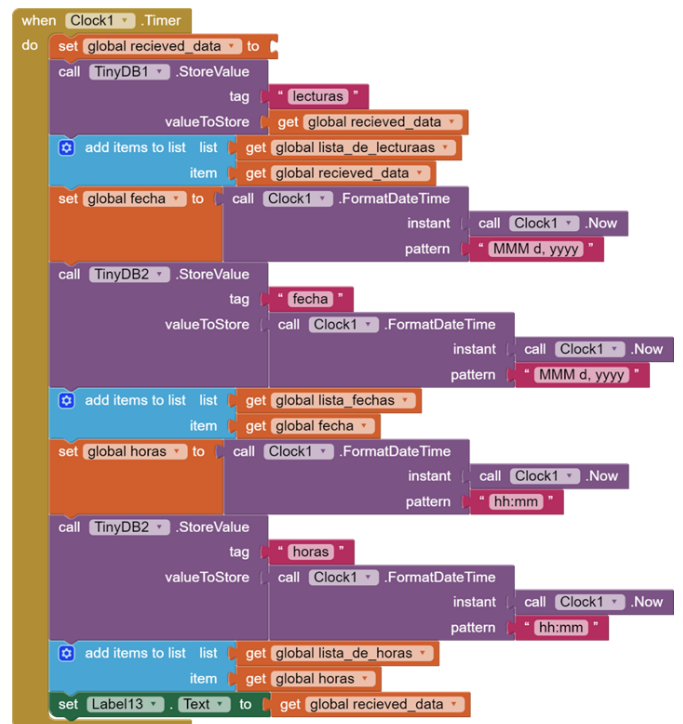 when Clock1 .Timer
do set global recieved_data to
call TinyDB1 .StoreValue
tag " lecturas "
valueToStore get global recieved_data
add items to list list get global lista_de_lecturaas
item get global recieved_data
set global fecha to call Clock1 .FormatDateTime
instant call Clock1 .Now
pattern " MMM d, yyyy "
call TinyDB2 .StoreValue
tag " fecha "
valueToStore call Clock1 .FormatDateTime
instant call Clock1 .Now
pattern " MMM d, yyyy "
add items to list list get global lista_fechas
item get global fecha
set global horas to call Clock1 .FormatDateTime
instant call Clock1 .Now
pattern " hh:mm "
call TinyDB2 .StoreValue
tag " horas "
valueToStore call Clock1 .FormatDateTime
instant call Clock1 .Now
pattern " hh:mm "
add items to list list get global lista_de_horas
item get global horas
set Label13 . Text to get global recieved_data